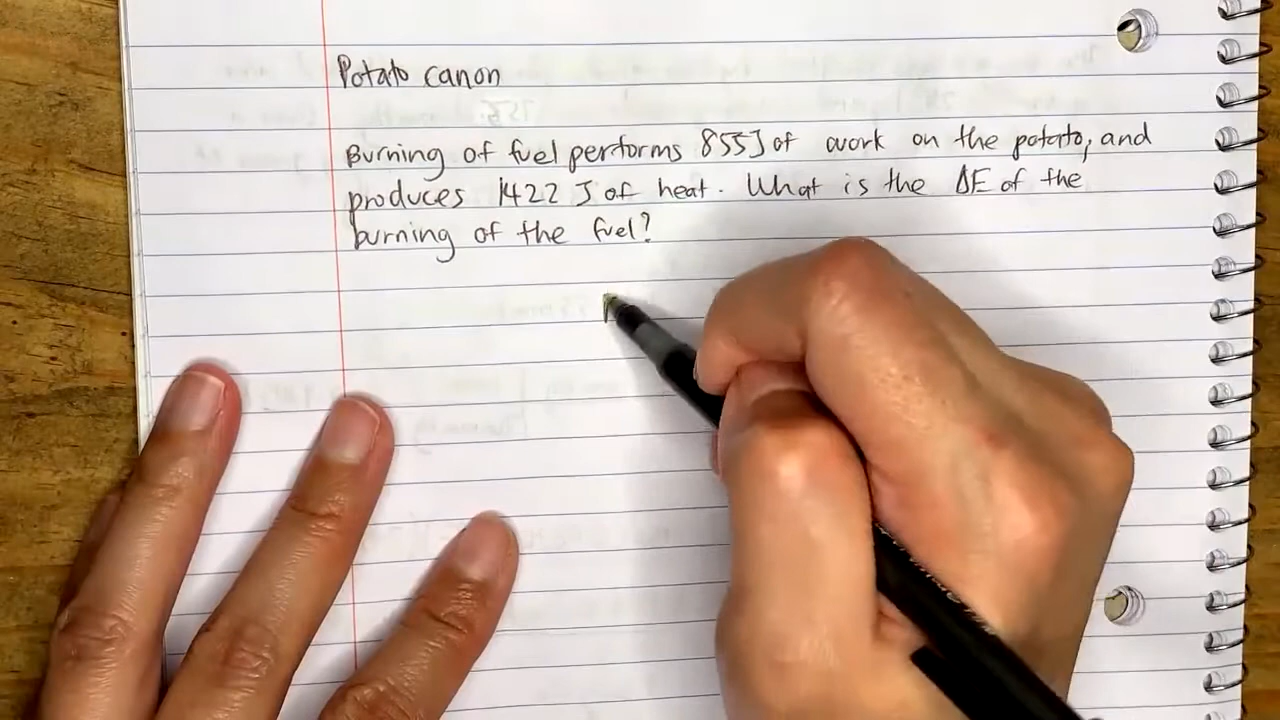 Potato canon
Burning of fuel performs 855J of work on the potato, and
produces 1422 J of heat. What is the ΔE of the
burning of the fuel?